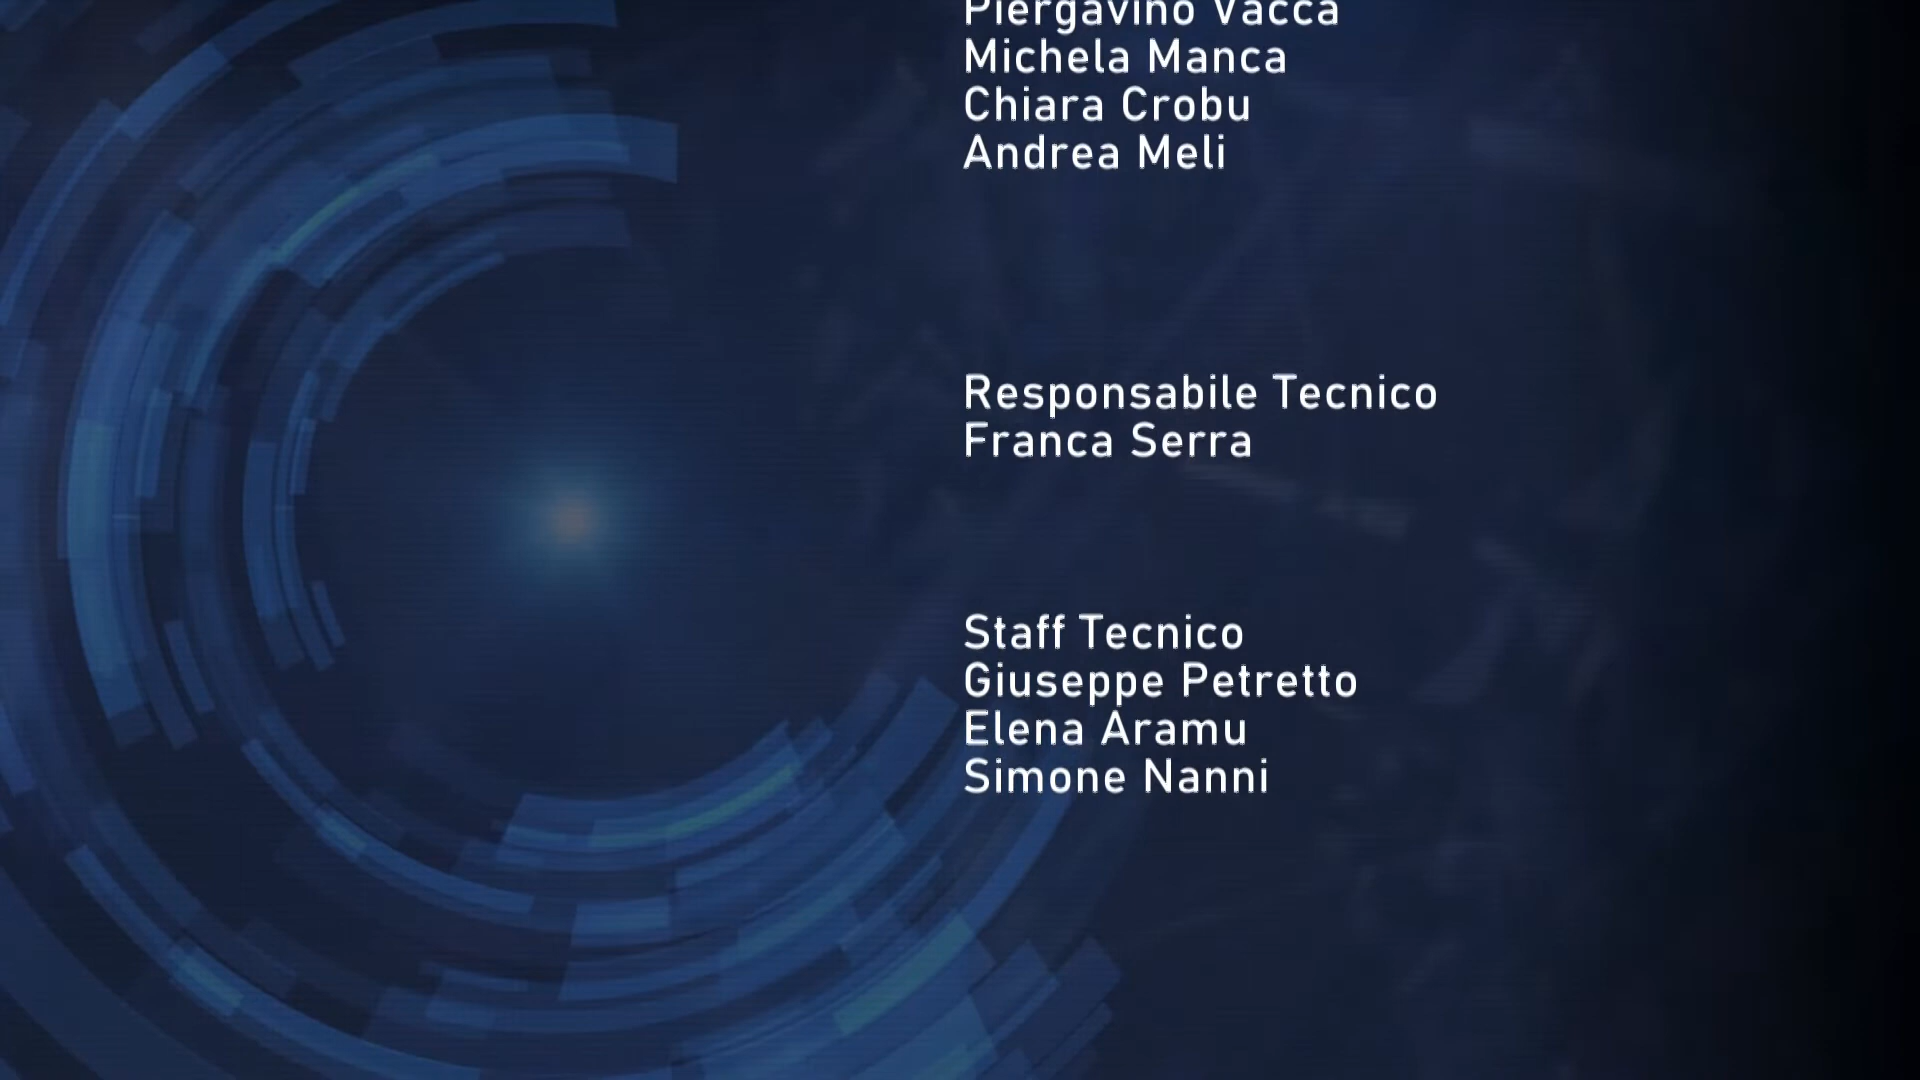 Piergavino Vacca
Michela Manca
Chiara Crobu
Andrea Meli
Responsabile Tecnico
Franca Serra
Staff Tecnico
Giuseppe Petretto
Elena Aramu
Simone Nanni